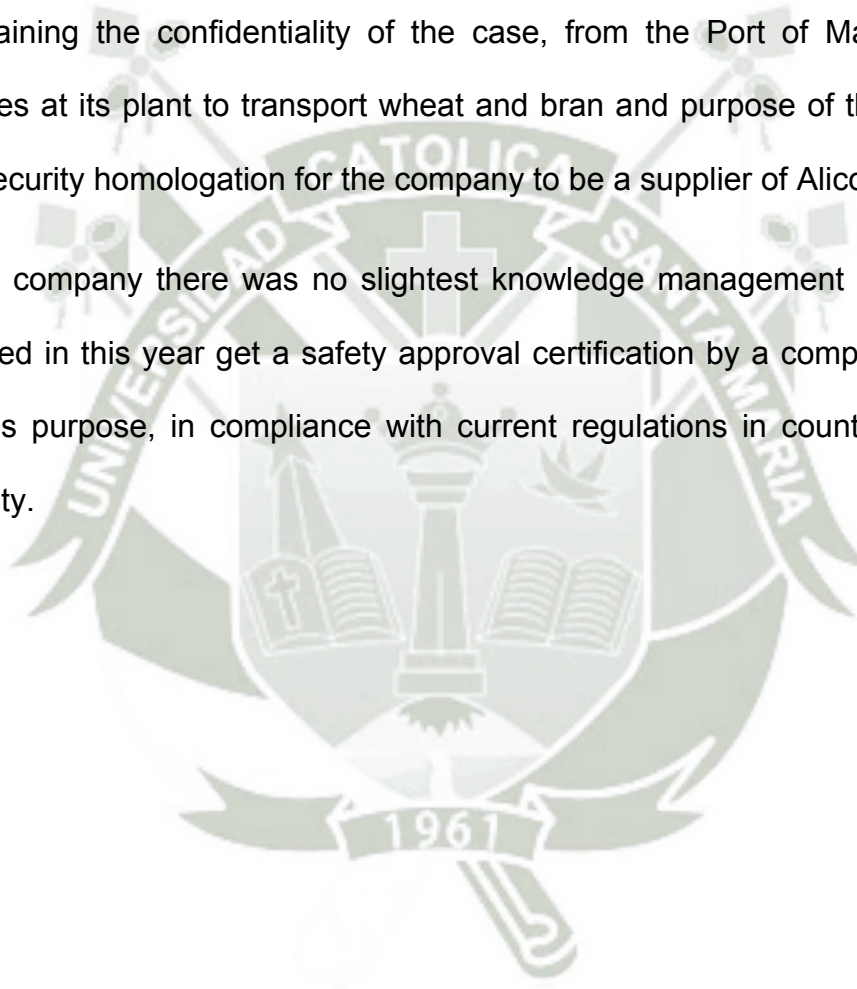 aining the confidentiality of the case, from the Port of Ma
es at its plant to transport wheat and bran and purpose of th
ecurity homologation for the company to be a supplier of Alico
company there was no slightest knowledge management
ed in this year get a safety approval certification by a comp
s purpose, in compliance with current regulations in count
ty.
UNIVERSIDAD CATOLICA SANTA MARIA
1961